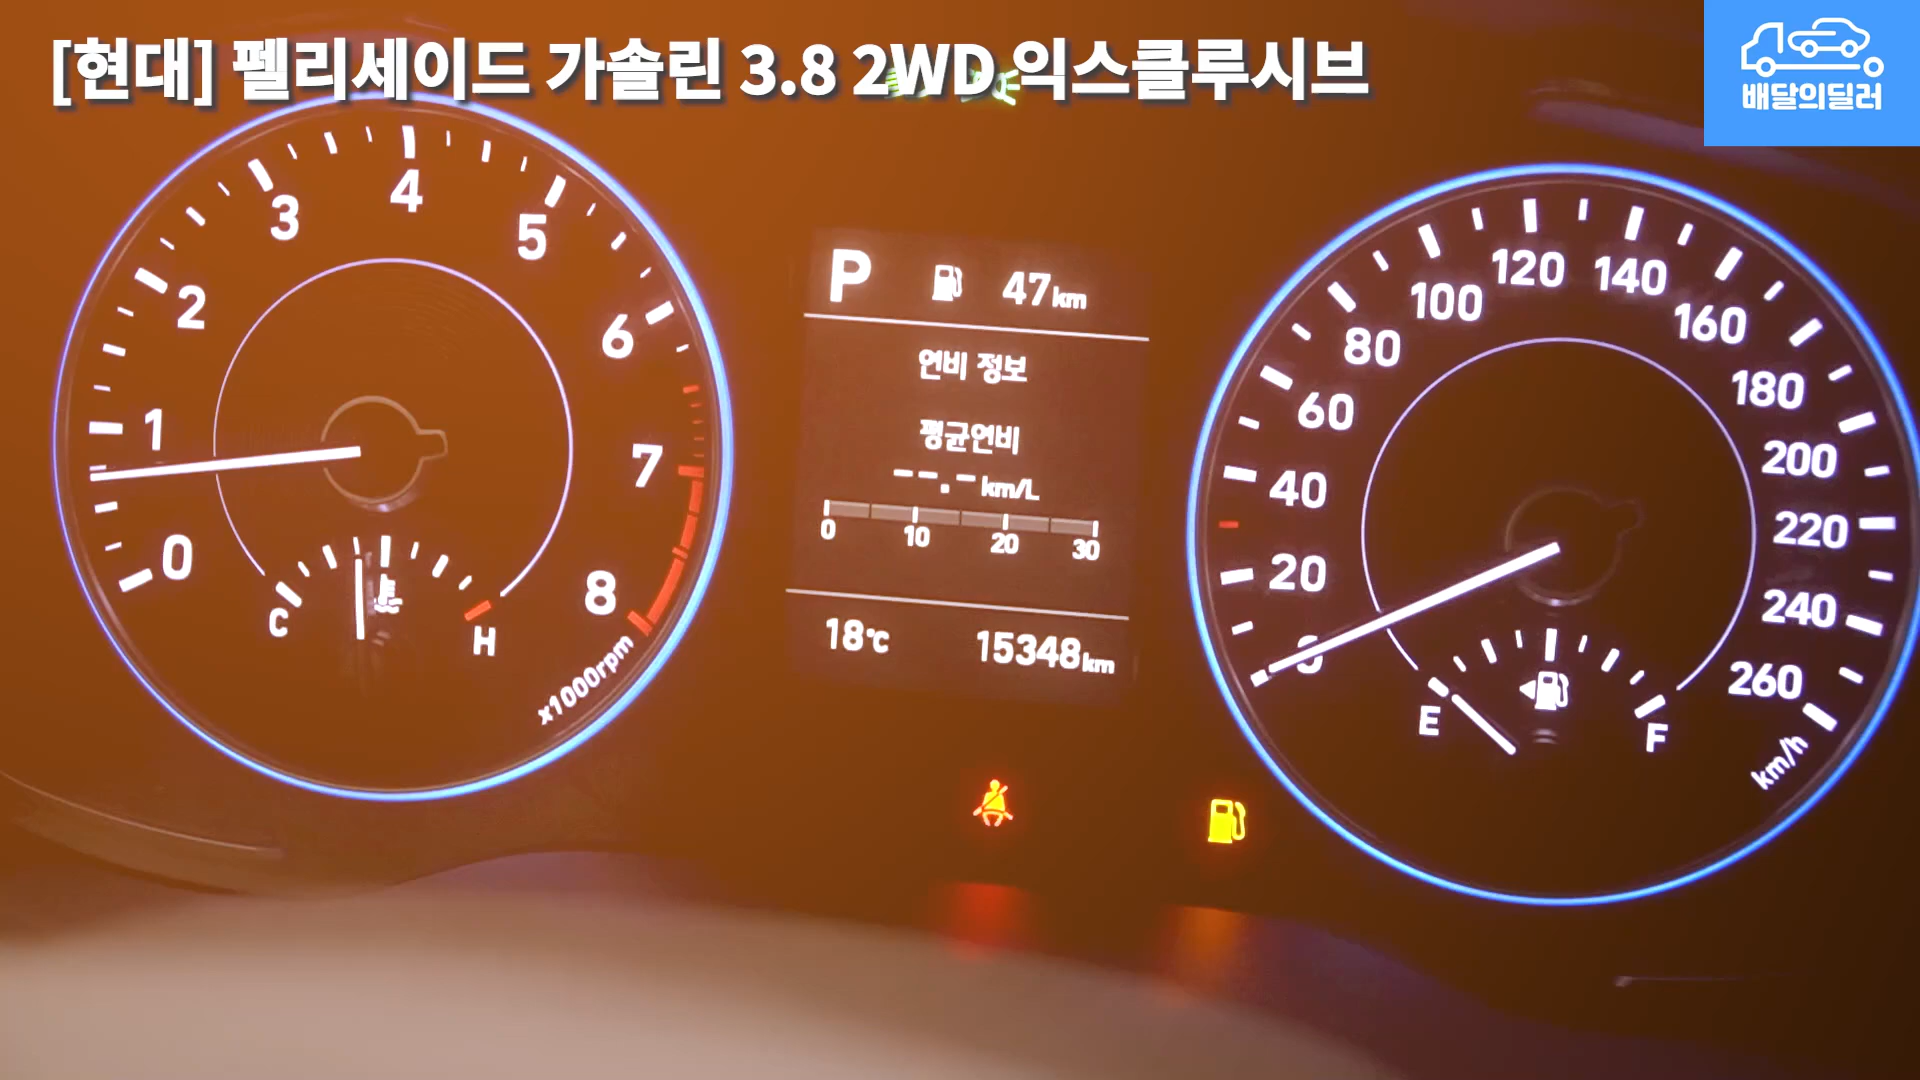 [현대] 펠리세이드 가솔린 3.8 2WD 익스클루시브
배달의딜러
0 1 2 3 4 5 6 7 8
x1000rpm
C H
P 47km
연비 정보
평균연비
--.- km/L
0 10 20 30
18°C 15348km
0 20 40 60 80 100 120 140 160 180 200 220 240 260
km/h
E F